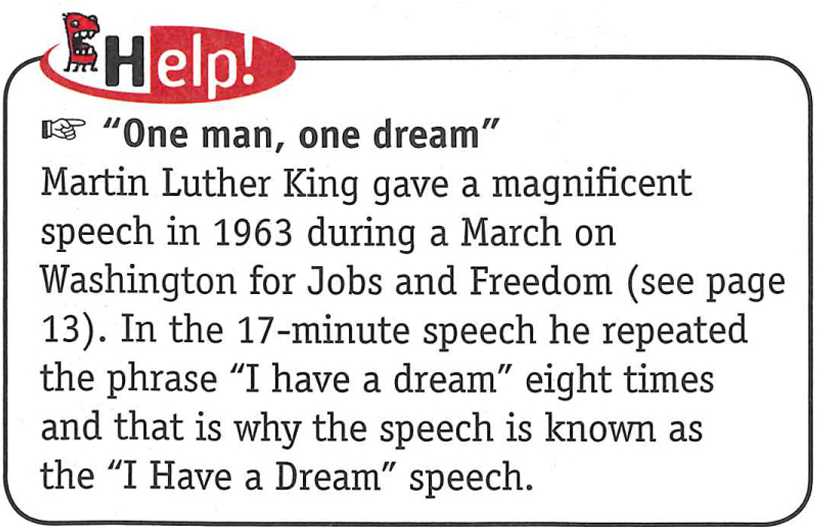 Help!
☞ “One man, one dream”
Martin Luther King gave a magnificent
speech in 1963 during a March on
Washington for Jobs and Freedom (see page
13). In the 17-minute speech he repeated
the phrase “I have a dream” eight times
and that is why the speech is known as
the “I Have a Dream” speech.